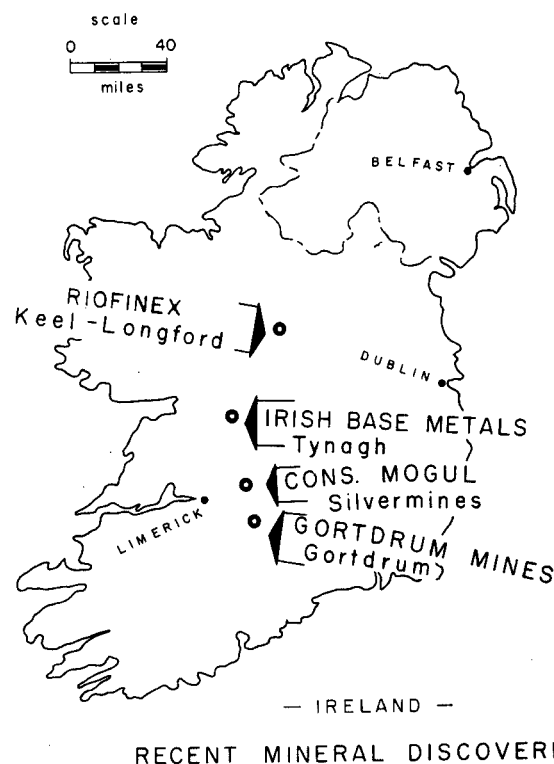 scale
0 40
miles
BELFAST
RIOFINEX
Keel-Longford
DUBLIN
IRISH BASE METALS
Tynagh
CONS. MOGUL
Silvermines
LIMERICK
GORTDRUM MINES
Gortdrum
— IRELAND —
RECENT MINERAL